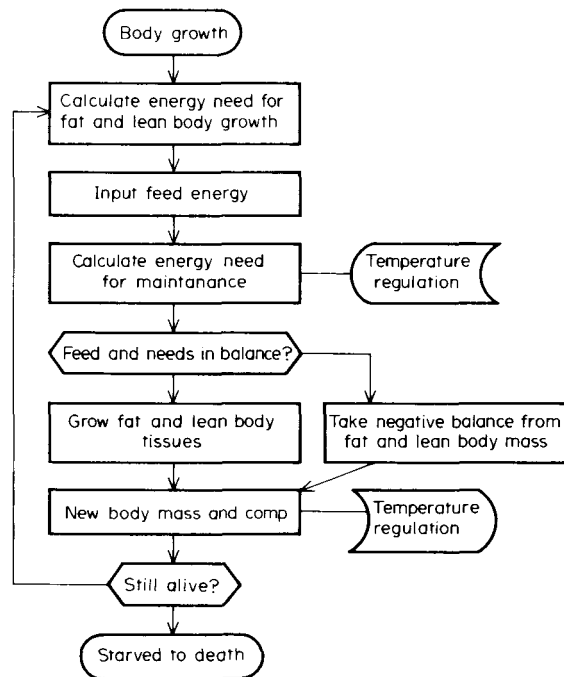 Body growth
Calculate energy need for
fat and lean body growth
Input feed energy
Calculate energy need
for maintanance
Temperature
regulation
Feed and needs in balance?
Grow fat and lean body
tissues
Take negative balance from
fat and lean body mass
New body mass and comp
Temperature
regulation
Still alive?
Starved to death